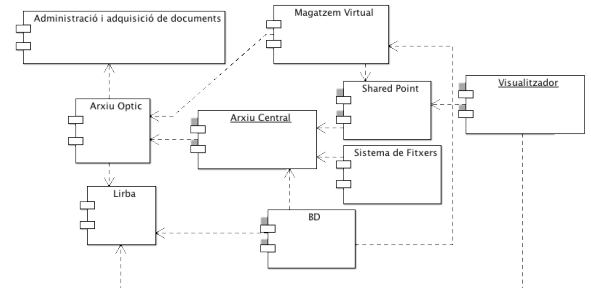 Administració i adquisició de documents
Magatzem Virtual
Shared Point
Visualitzador
Arxiu Optic
Arxiu Central
Sistema de Fitxers
Lirba
BD